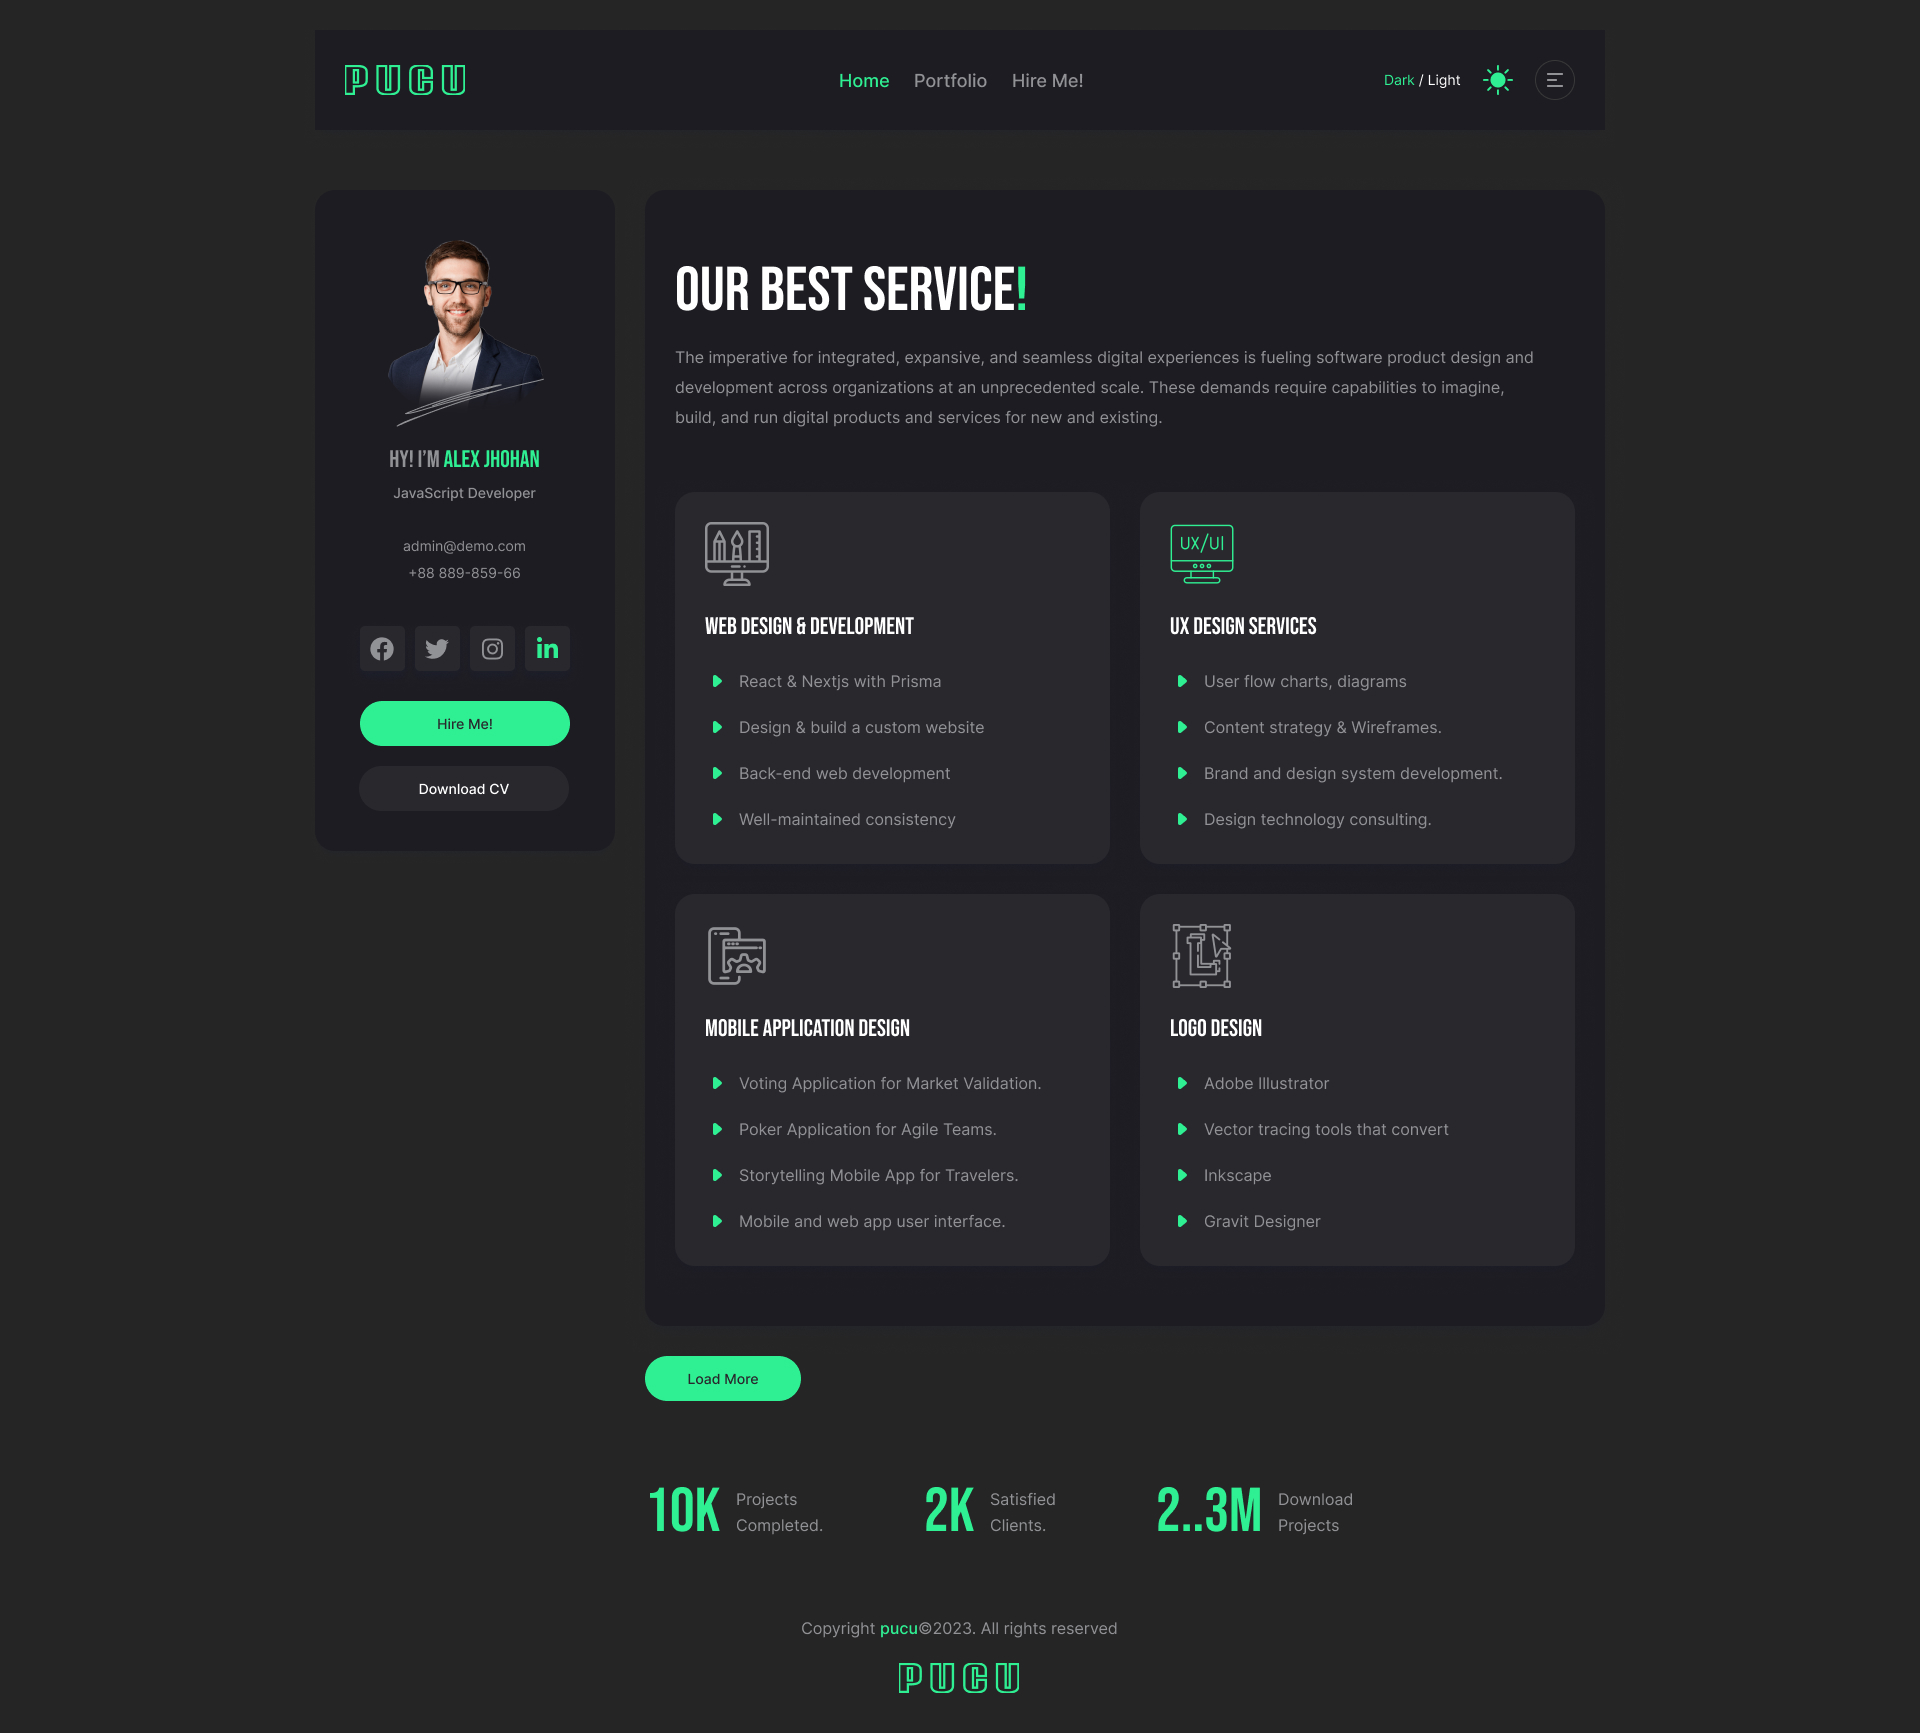 PUCU
Home Portfolio Hire Me!
Dark / Light
HY! I'M ALEX JHOHAN
JavaScript Developer
admin@demo.com
+88 889-859-66
Hire Me!
Download CV
OUR BEST SERVICE!
The imperative for integrated, expansive, and seamless digital experiences is fueling software product design and
development across organizations at an unprecedented scale. These demands require capabilities to imagine,
build, and run digital products and services for new and existing.
WEB DESIGN & DEVELOPMENT
React & Nextjs with Prisma
Design & build a custom website
Back-end web development
Well-maintained consistency
UX/UI
UX DESIGN SERVICES
User flow charts, diagrams
Content strategy & Wireframes.
Brand and design system development.
Design technology consulting.
MOBILE APPLICATION DESIGN
Voting Application for Market Validation.
Poker Application for Agile Teams.
Storytelling Mobile App for Travelers.
Mobile and web app user interface.
L
LOGO DESIGN
Adobe Illustrator
Vector tracing tools that convert
Inkscape
Gravit Designer
Load More
10K Projects
Completed.
2K Satisfied
Clients.
2..3M Download
Projects
Copyright pucu©2023. All rights reserved
PUCU